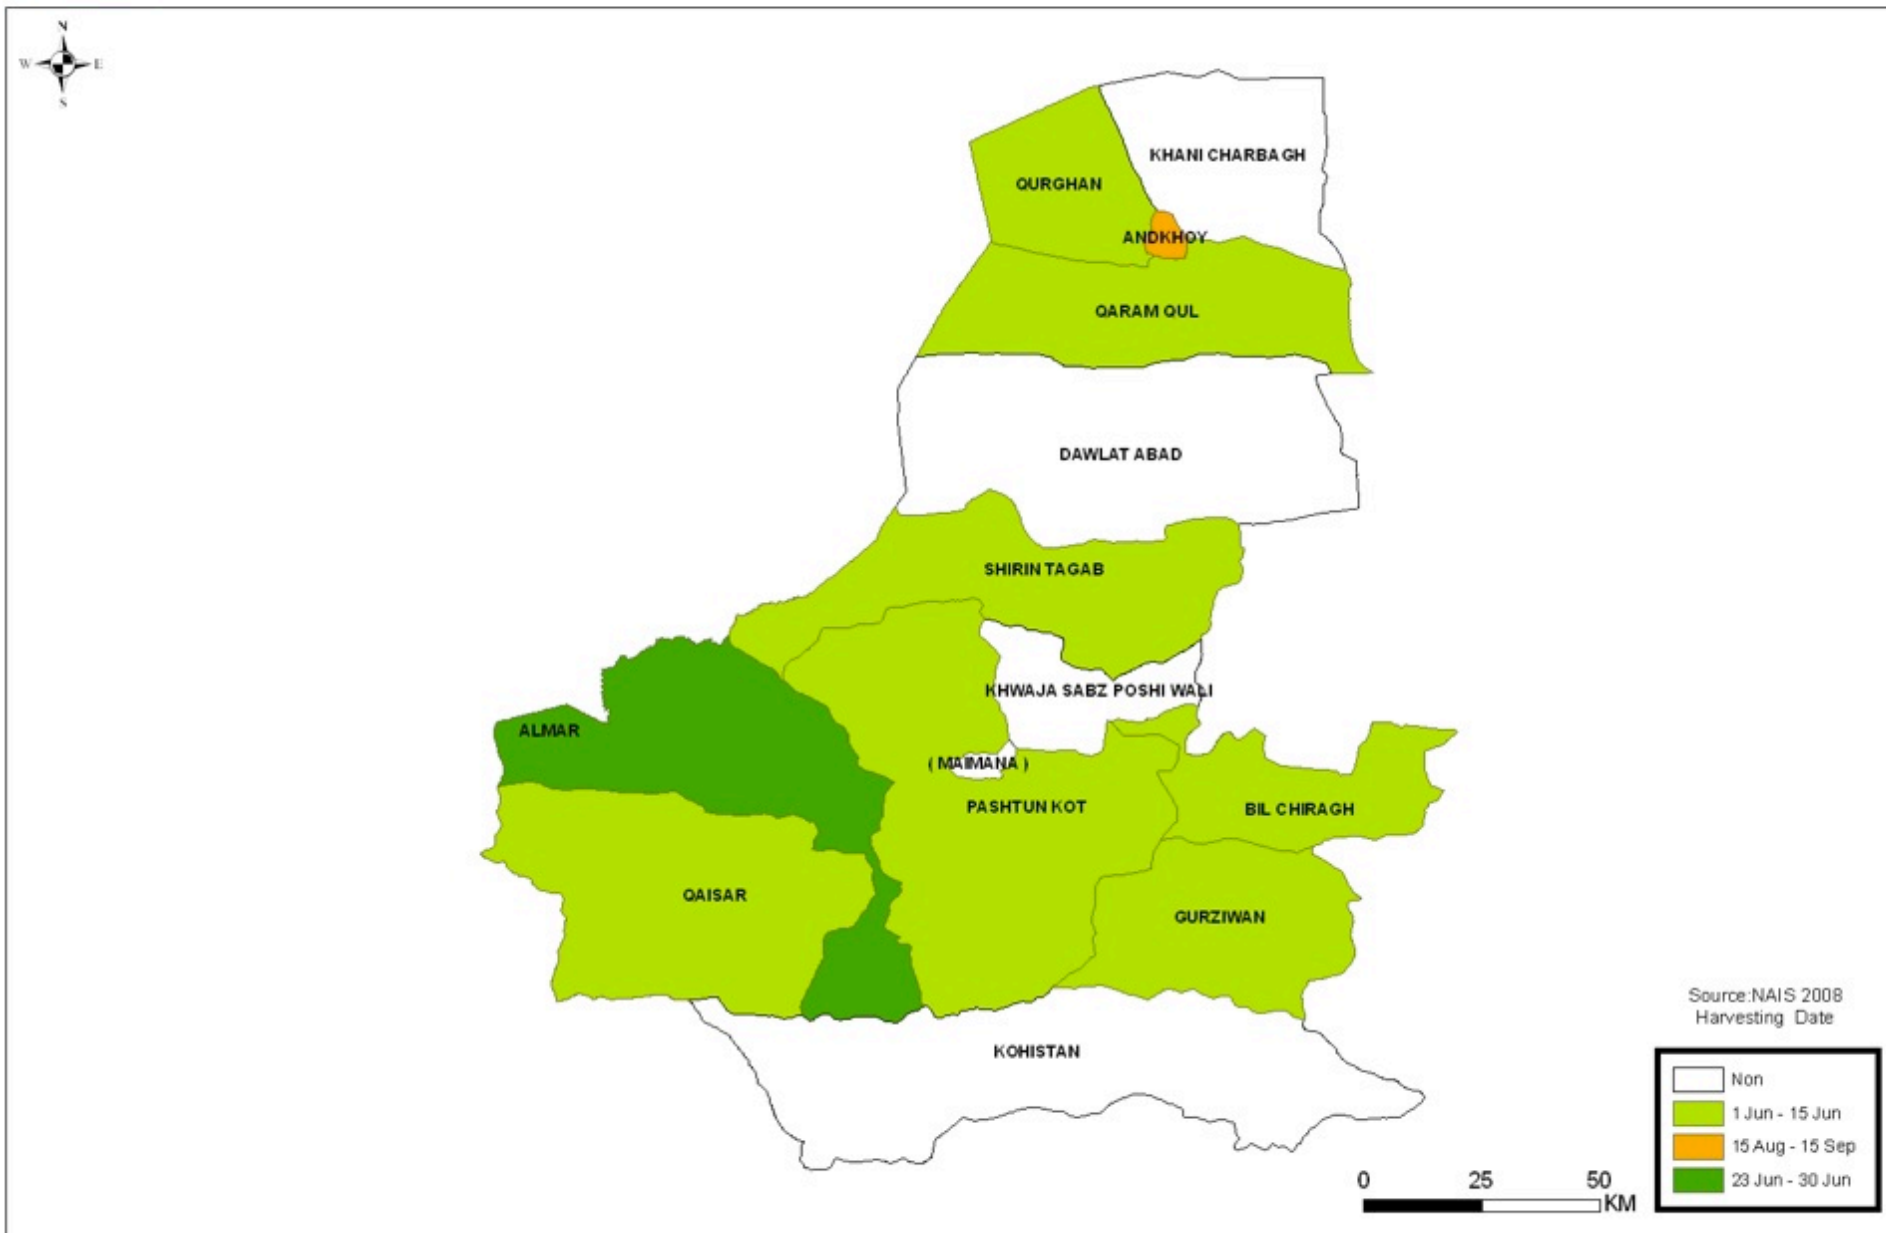 N
W E
S
KHANI CHARBAGH
QURGHAN
ANDKHOY
QARAM QUL
DAWLAT ABAD
SHIRIN TAGAB
KHWAJA SABZ POSHI WALI
ALMAR
( MAIMANA )
PASHTUN KOT
BIL CHIRAGH
QAISAR
GURZIWAN
KOHISTAN
Source:NAIS 2008
Harvesting Date
Non
1 Jun - 15 Jun
15 Aug - 15 Sep
23 Jun - 30 Jun
0 25 50
KM